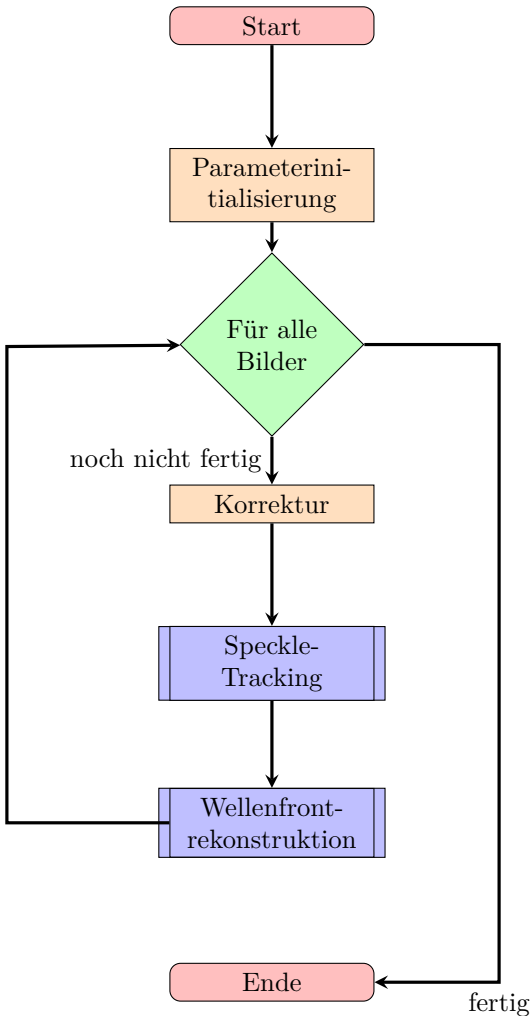 Start
Parameterini-
tialisierung
Für alle
Bilder
noch nicht fertig
Korrektur
Speckle-
Tracking
Wellenfront-
rekonstruktion
Ende
fertig